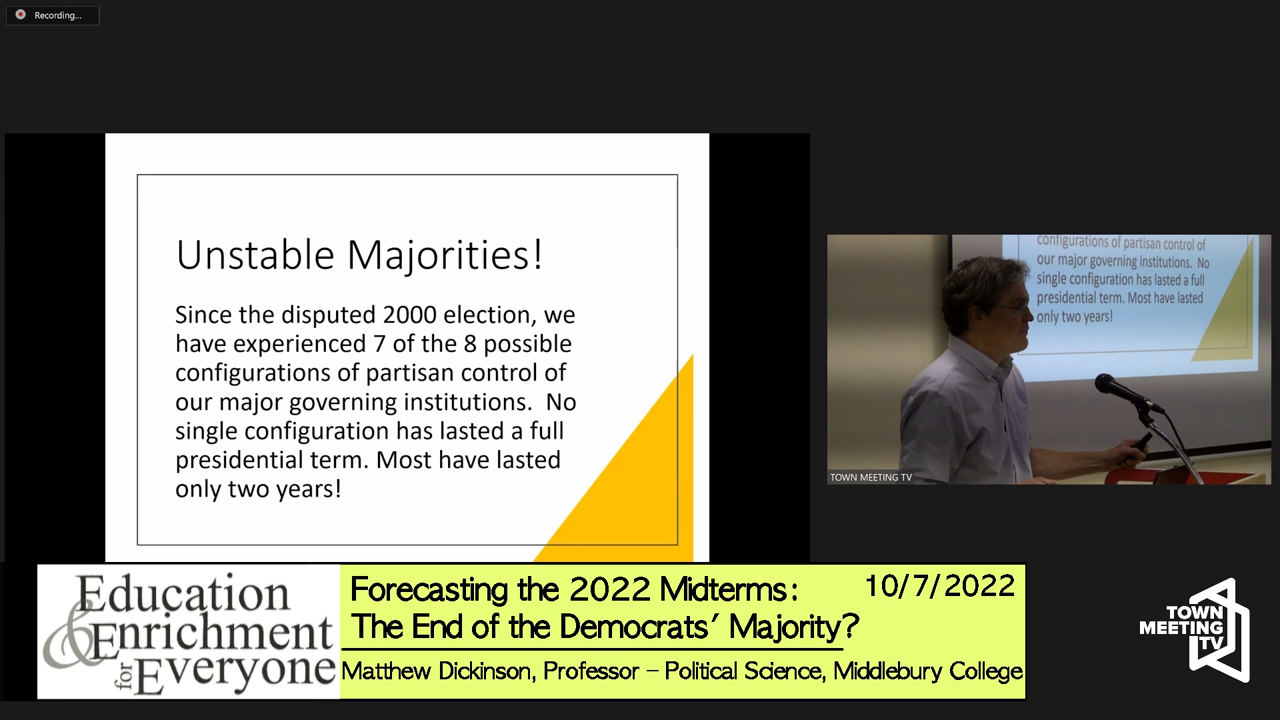 Recording...
Unstable Majorities!
Since the disputed 2000 election, we
have experienced 7 of the 8 possible
configurations of partisan control of
our major governing institutions.  No
single configuration has lasted a full
presidential term. Most have lasted
only two years!
configurations of partisan control of
our major governing institutions.  No
single configuration has lasted a full
presidential term. Most have lasted
only two years!
TOWN MEETING TV
Education
& Enrichment
for Everyone
Forecasting the 2022 Midterms:
10/7/2022
The End of the Democrats' Majority?
Matthew Dickinson, Professor – Political Science, Middlebury College
TOWN
MEETING
TV